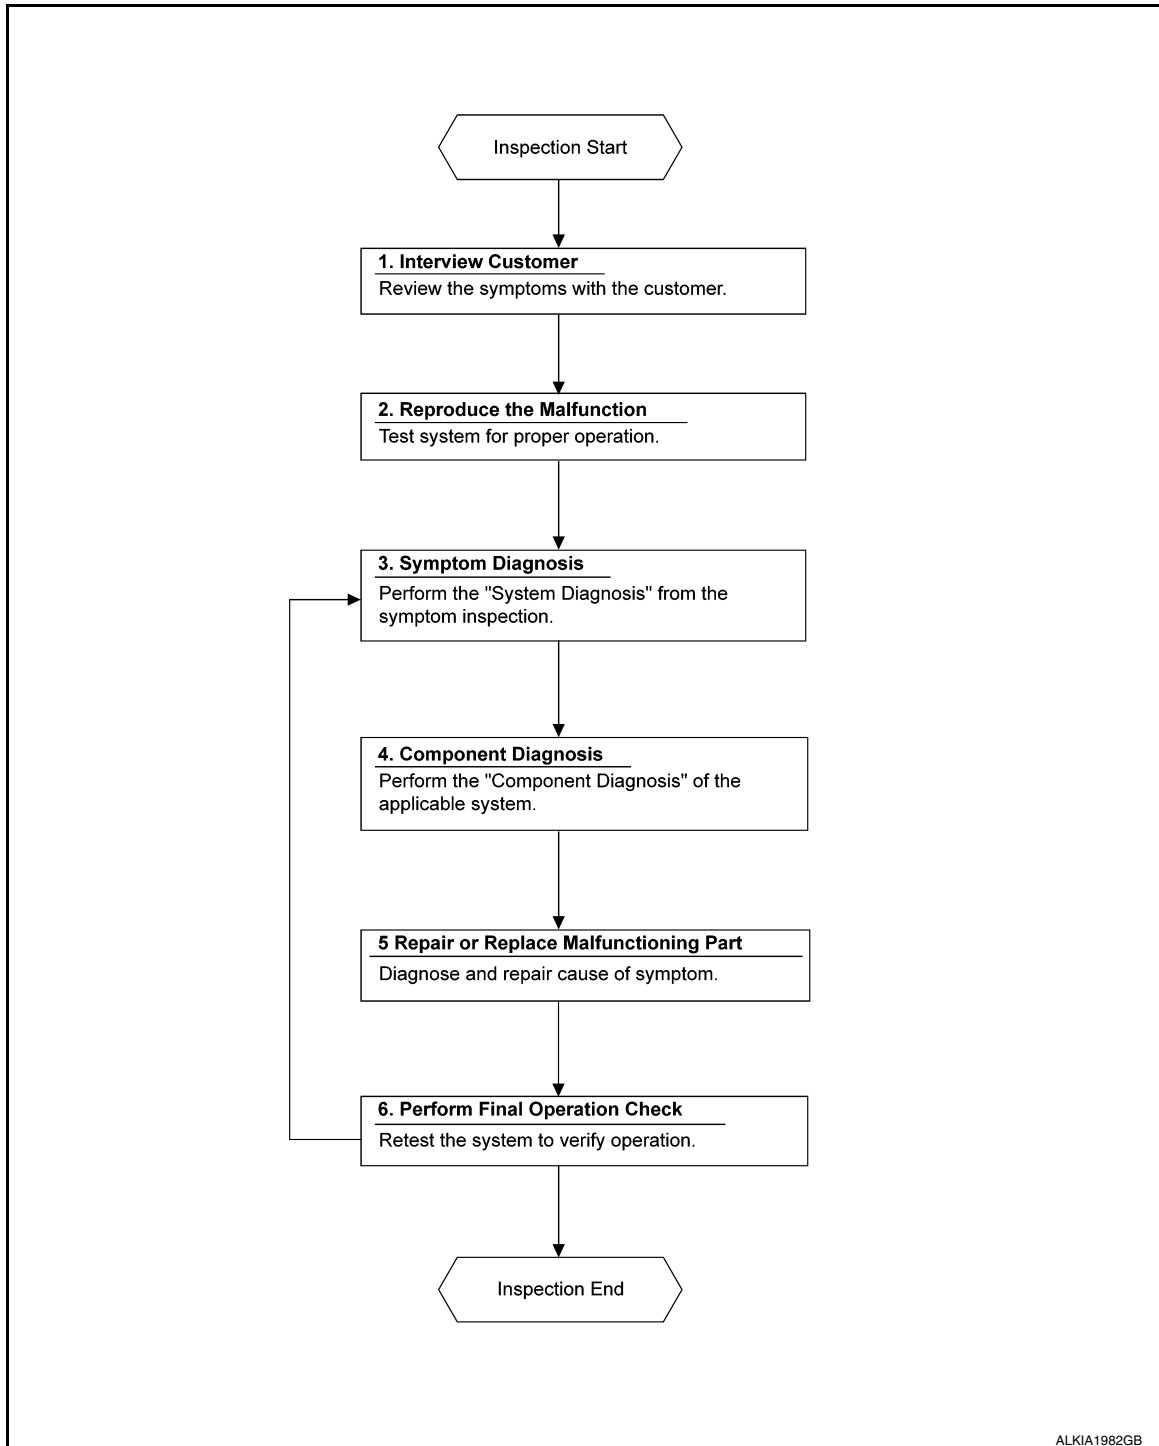 Inspection Start
1. Interview Customer
Review the symptoms with the customer.
2. Reproduce the Malfunction
Test system for proper operation.
3. Symptom Diagnosis
Perform the "System Diagnosis" from the
symptom inspection.
4. Component Diagnosis
Perform the "Component Diagnosis" of the
applicable system.
5 Repair or Replace Malfunctioning Part
Diagnose and repair cause of symptom.
6. Perform Final Operation Check
Retest the system to verify operation.
Inspection End
ALKIA1982GB